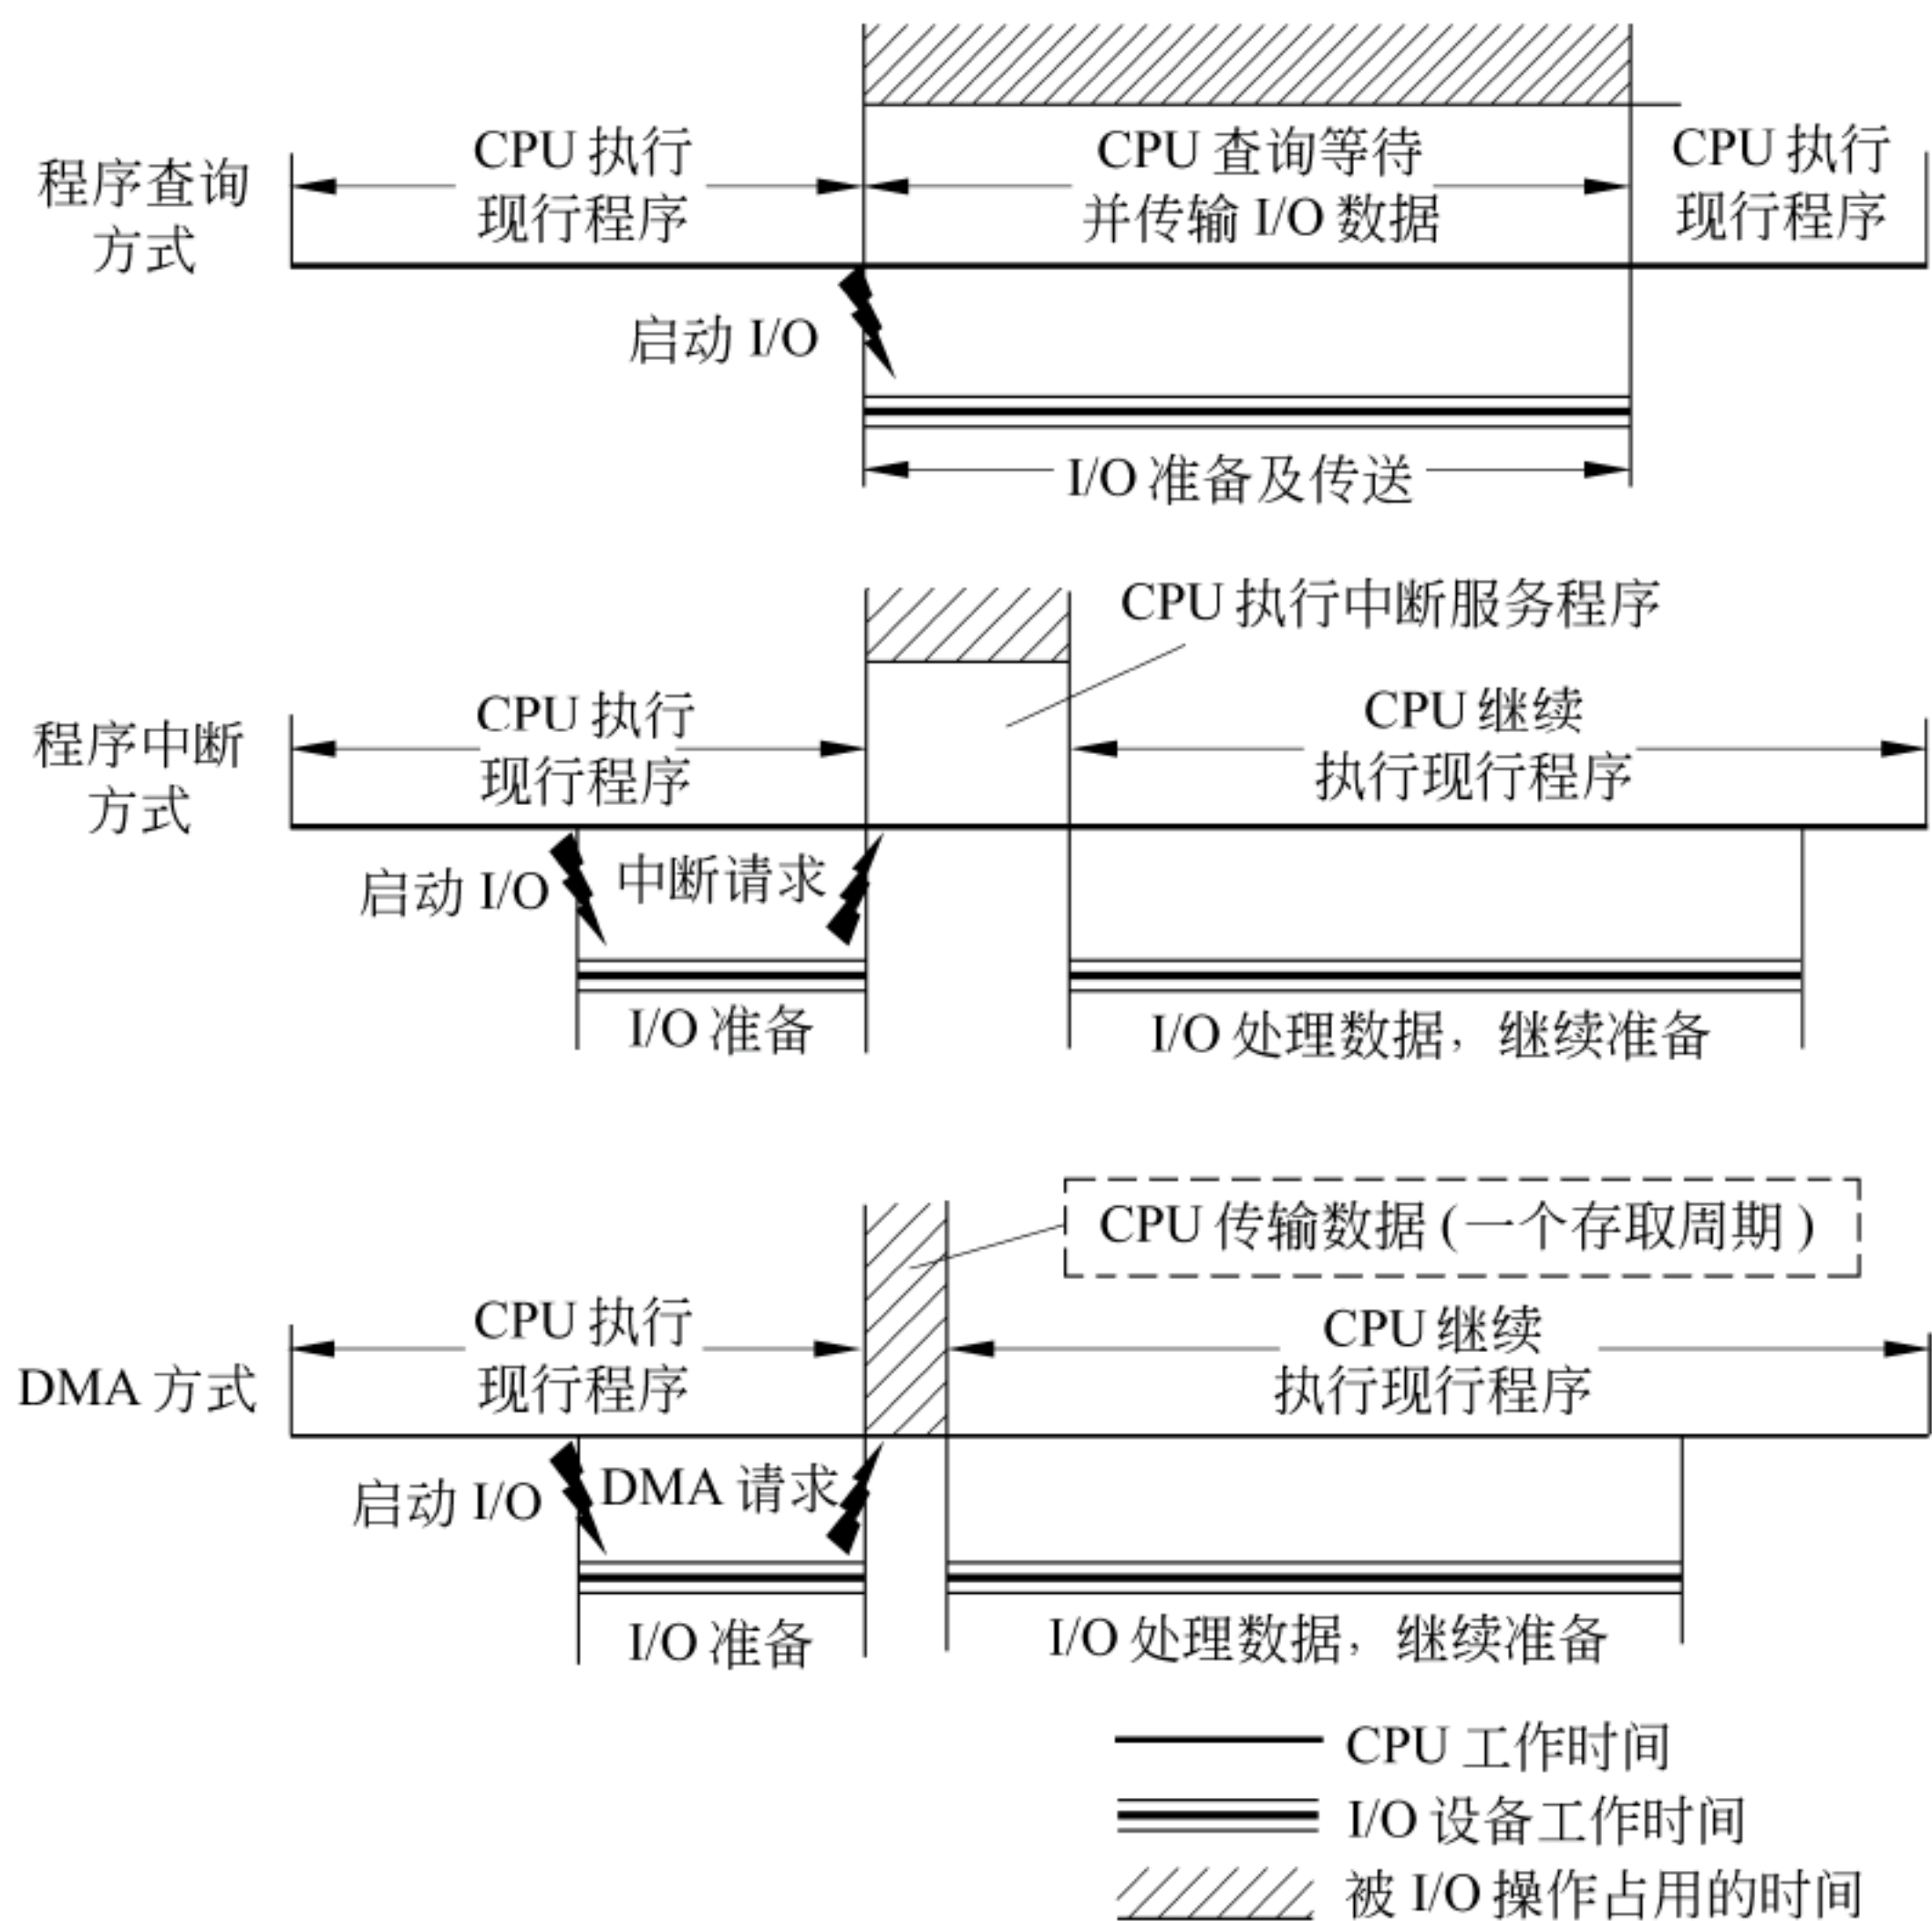 CPU 执行
现行程序
CPU 查询等待
并传输 I/O 数据
CPU 执行
现行程序
程序查询
方式
启动 I/O
I/O 准备及传送
CPU 执行中断服务程序
CPU 执行
现行程序
CPU 继续
执行现行程序
程序中断
方式
启动 I/O
中断请求
I/O 准备
I/O 处理数据，继续准备
CPU 传输数据 (一个存取周期)
CPU 执行
现行程序
CPU 继续
执行现行程序
DMA 方式
启动 I/O
DMA 请求
I/O 准备
I/O 处理数据，继续准备
CPU 工作时间
I/O 设备工作时间
被 I/O 操作占用的时间